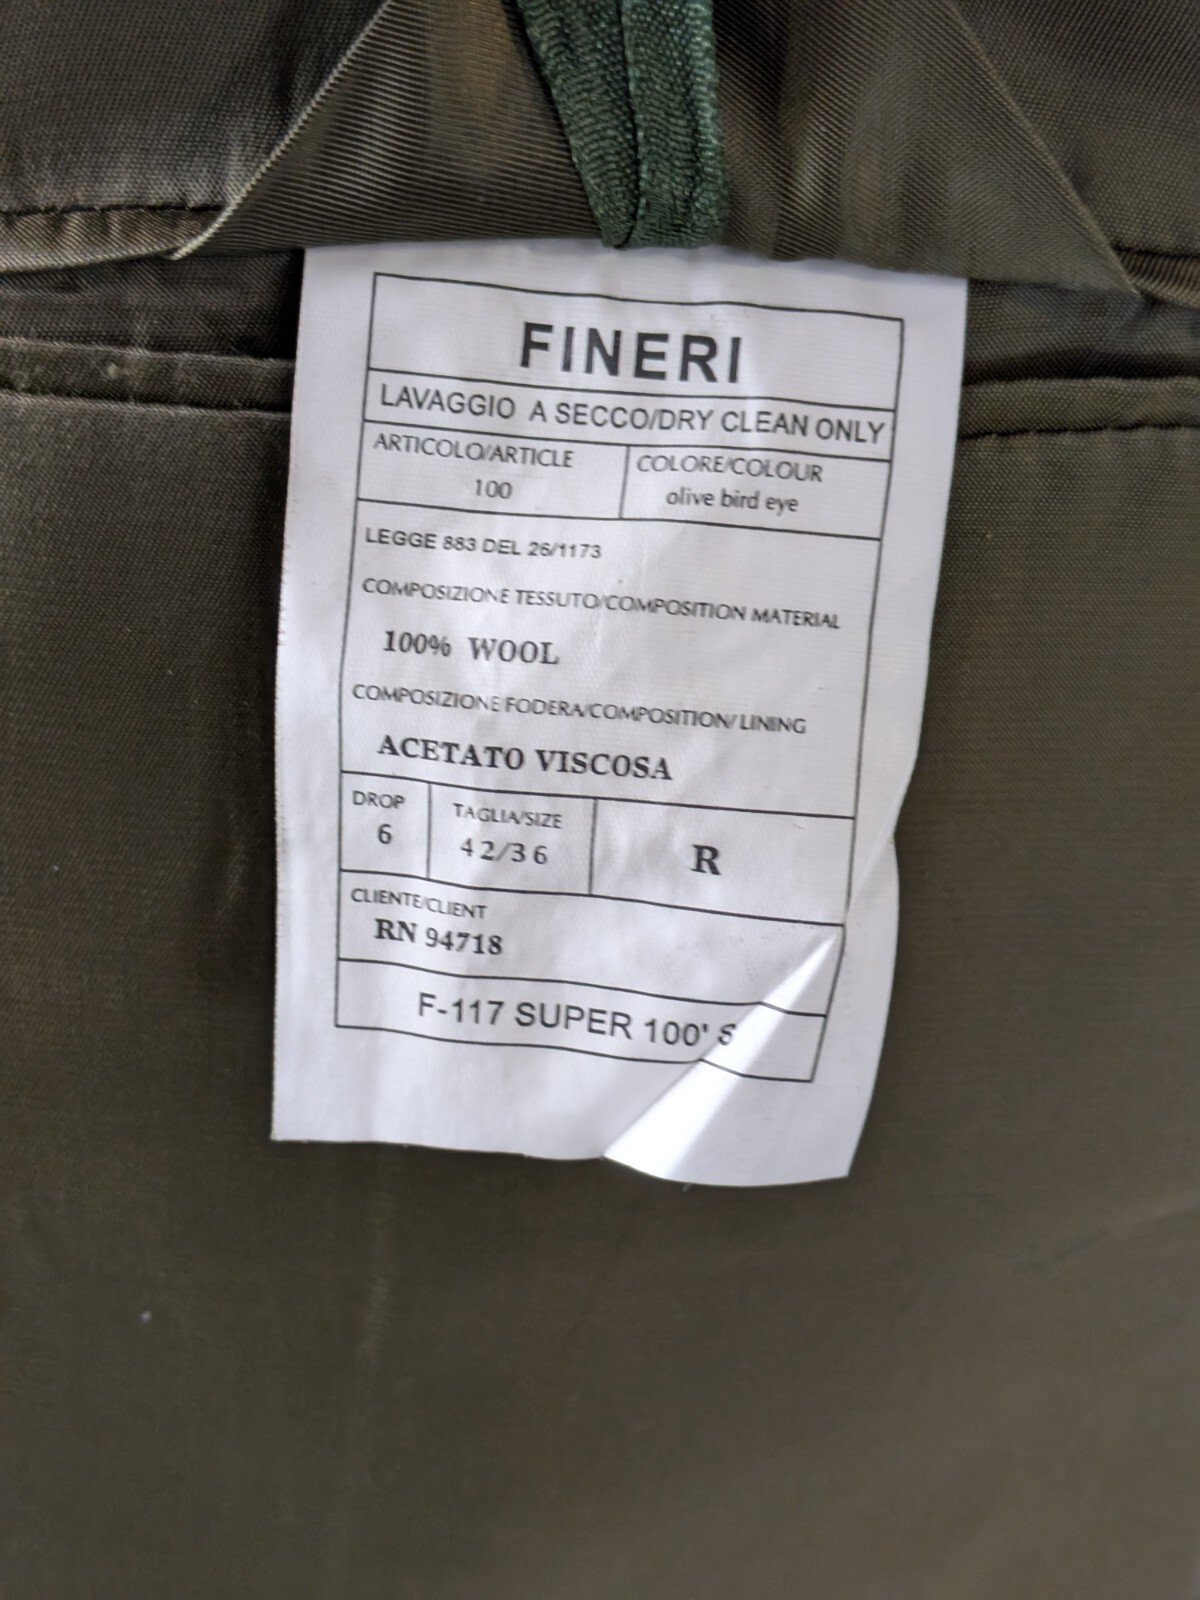 FINERI
LAVAGGIO A SECCO/DRY CLEAN ONLY
ARTICOLO/ARTICLE
100
COLORE/COLOUR
olive bird eye
LEGGE 883 DEL 26/1173
COMPOSIZIONE TESSUTO/COMPOSITION MATERIAL
100% WOOL
COMPOSIZIONE FODERA/COMPOSITION/LINING
ACETATO VISCOSA
DROP
6
TAGLIA/SIZE
42/36
R
CLIENTE/CLIENT
RN 94718
F-117 SUPER 100' S